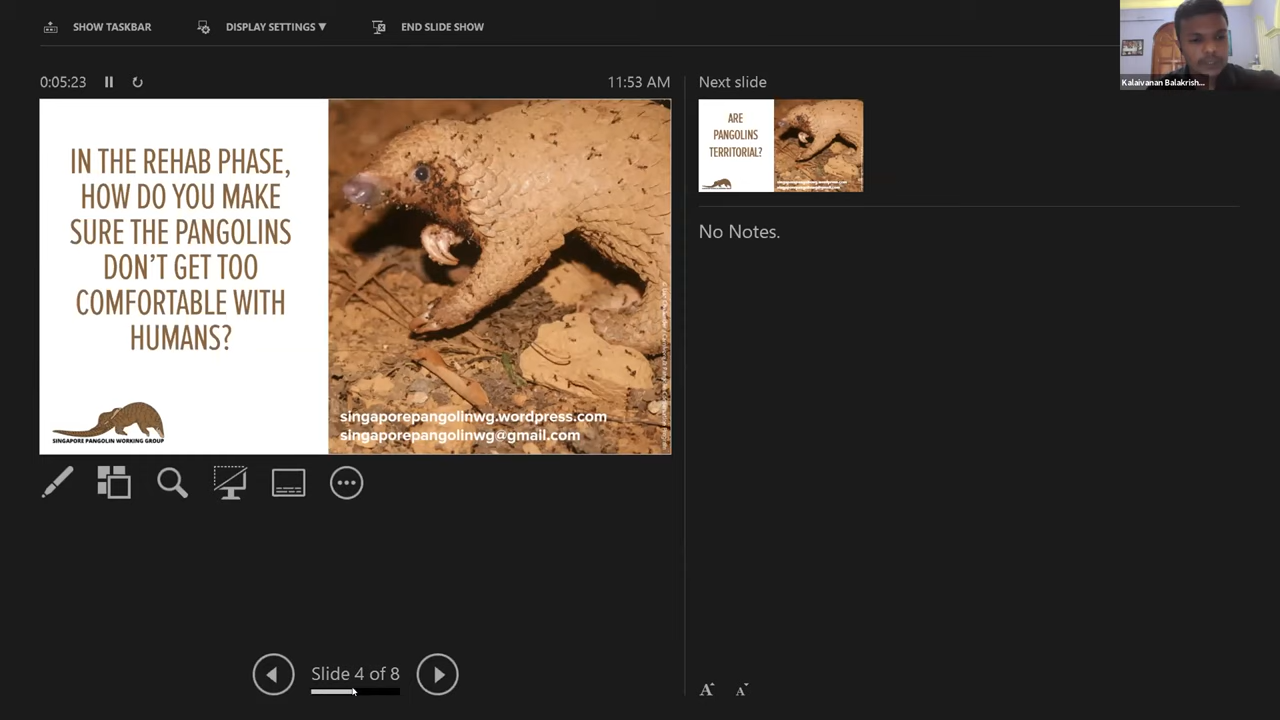 SHOW TASKBAR
DISPLAY SETTINGS ▼
END SLIDE SHOW
Kalaivanan Balakrish...
0:05:23
11:53 AM
Next slide
IN THE REHAB PHASE,
HOW DO YOU MAKE
SURE THE PANGOLINS
DON'T GET TOO
COMFORTABLE WITH
HUMANS?
SINGAPORE PANGOLIN WORKING GROUP
singaporepangolinwg.wordpress.com
singaporepangolinwg@gmail.com
ARE
PANGOLINS
TERRITORIAL?
No Notes.
Slide 4 of 8
A A